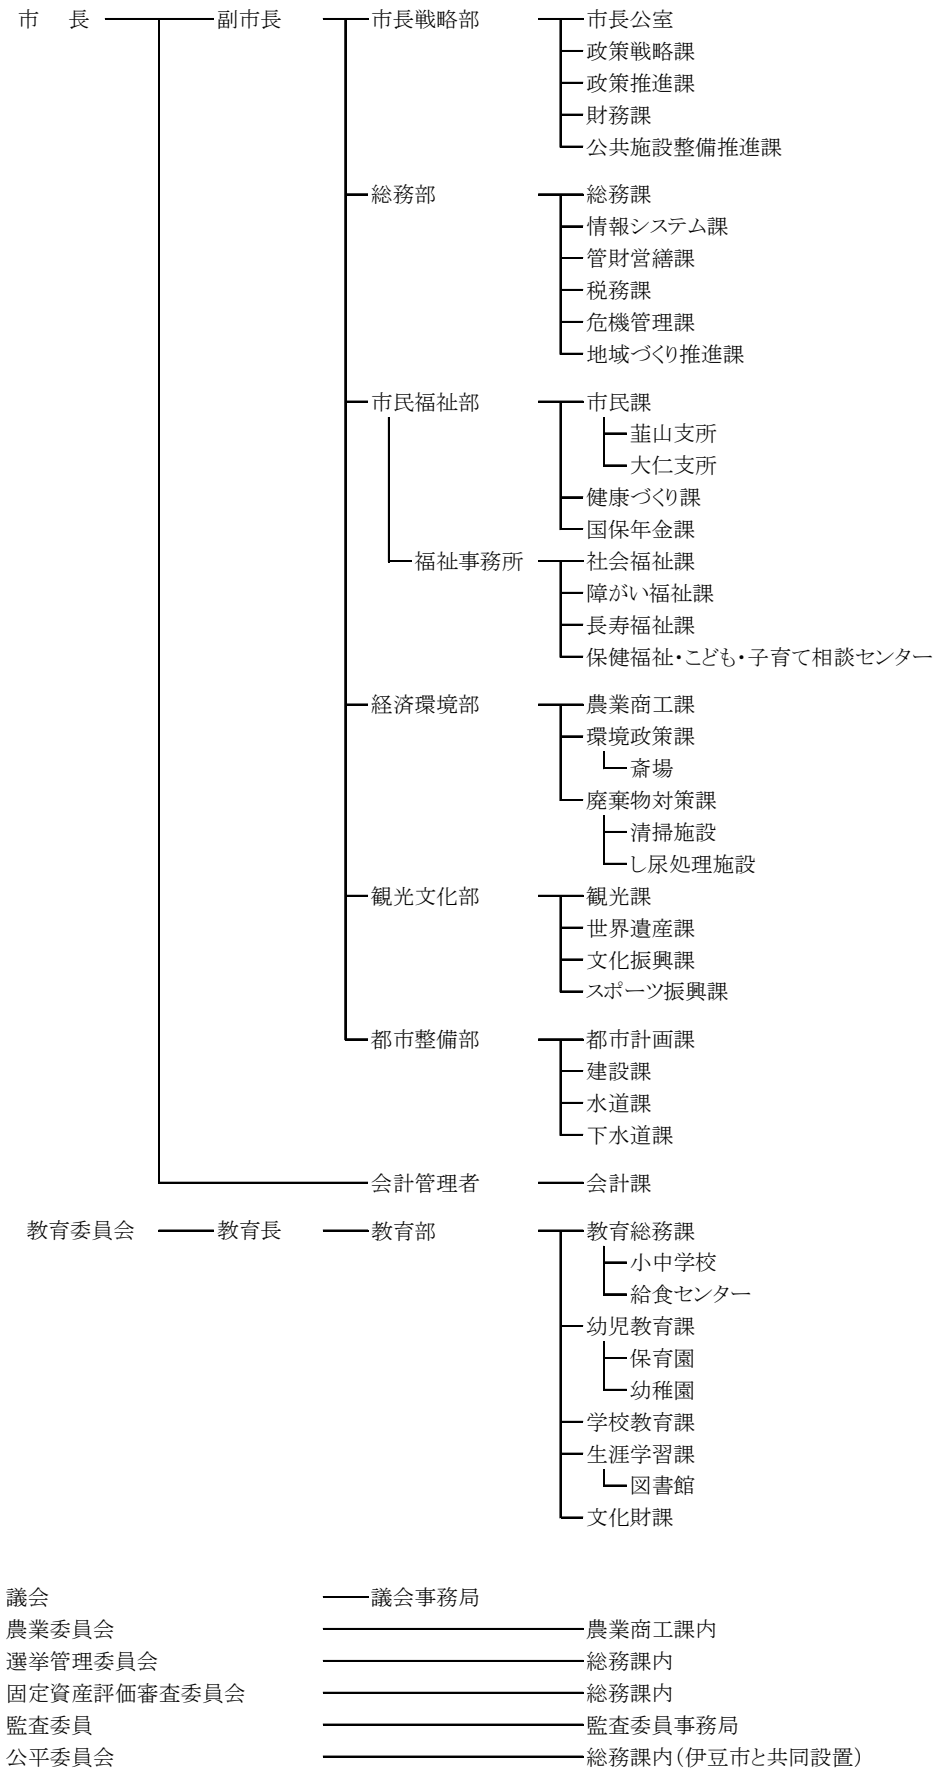 市　長 副市長 市長戦略部 市長公室
政策戦略課
政策推進課
財務課
公共施設整備推進課
総務部 総務課
情報システム課
管財営繕課
税務課
危機管理課
地域づくり推進課
市民福祉部 市民課
韮山支所
大仁支所
健康づくり課
国保年金課
福祉事務所 社会福祉課
障がい福祉課
長寿福祉課
保健福祉・こども・子育て相談センター
経済環境部 農業商工課
環境政策課
斎場
廃棄物対策課
清掃施設
し尿処理施設
観光文化部 観光課
世界遺産課
文化振興課
スポーツ振興課
都市整備部 都市計画課
建設課
水道課
下水道課
会計管理者 会計課
教育委員会 教育長 教育部 教育総務課
小中学校
給食センター
幼児教育課
保育園
幼稚園
学校教育課
生涯学習課
図書館
文化財課
議会 議会事務局
農業委員会 農業商工課内
選挙管理委員会 総務課内
固定資産評価審査委員会 総務課内
監査委員 監査委員事務局
公平委員会 総務課内（伊豆市と共同設置）